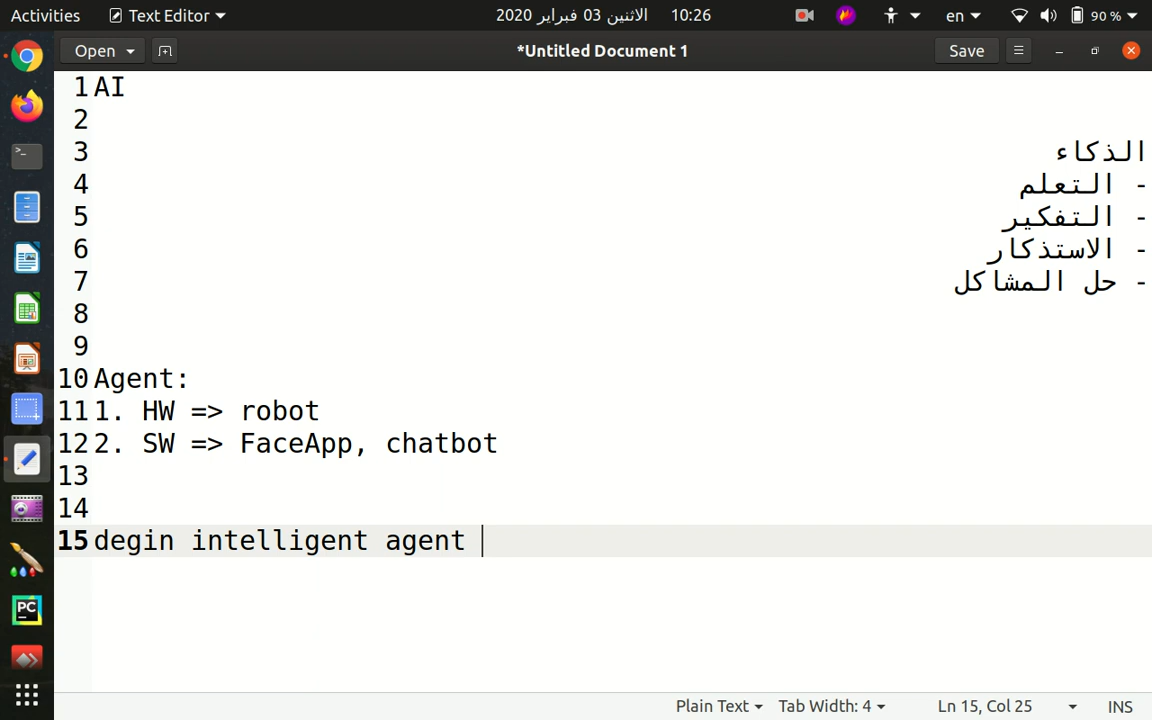 Activities Text Editor الاثنين 03 فبراير 2020 10:26 en 90 %
Open *Untitled Document 1 Save
1 AI
2
3 الذكاء
4 - التعلم
5 - التفكير
6 - الاستذكار
7 - حل المشاكل
8
9
10 Agent:
11 1. HW => robot
12 2. SW => FaceApp, chatbot
13
14
15 degin intelligent agent
PC
Plain Text Tab Width: 4 Ln 15, Col 25 INS